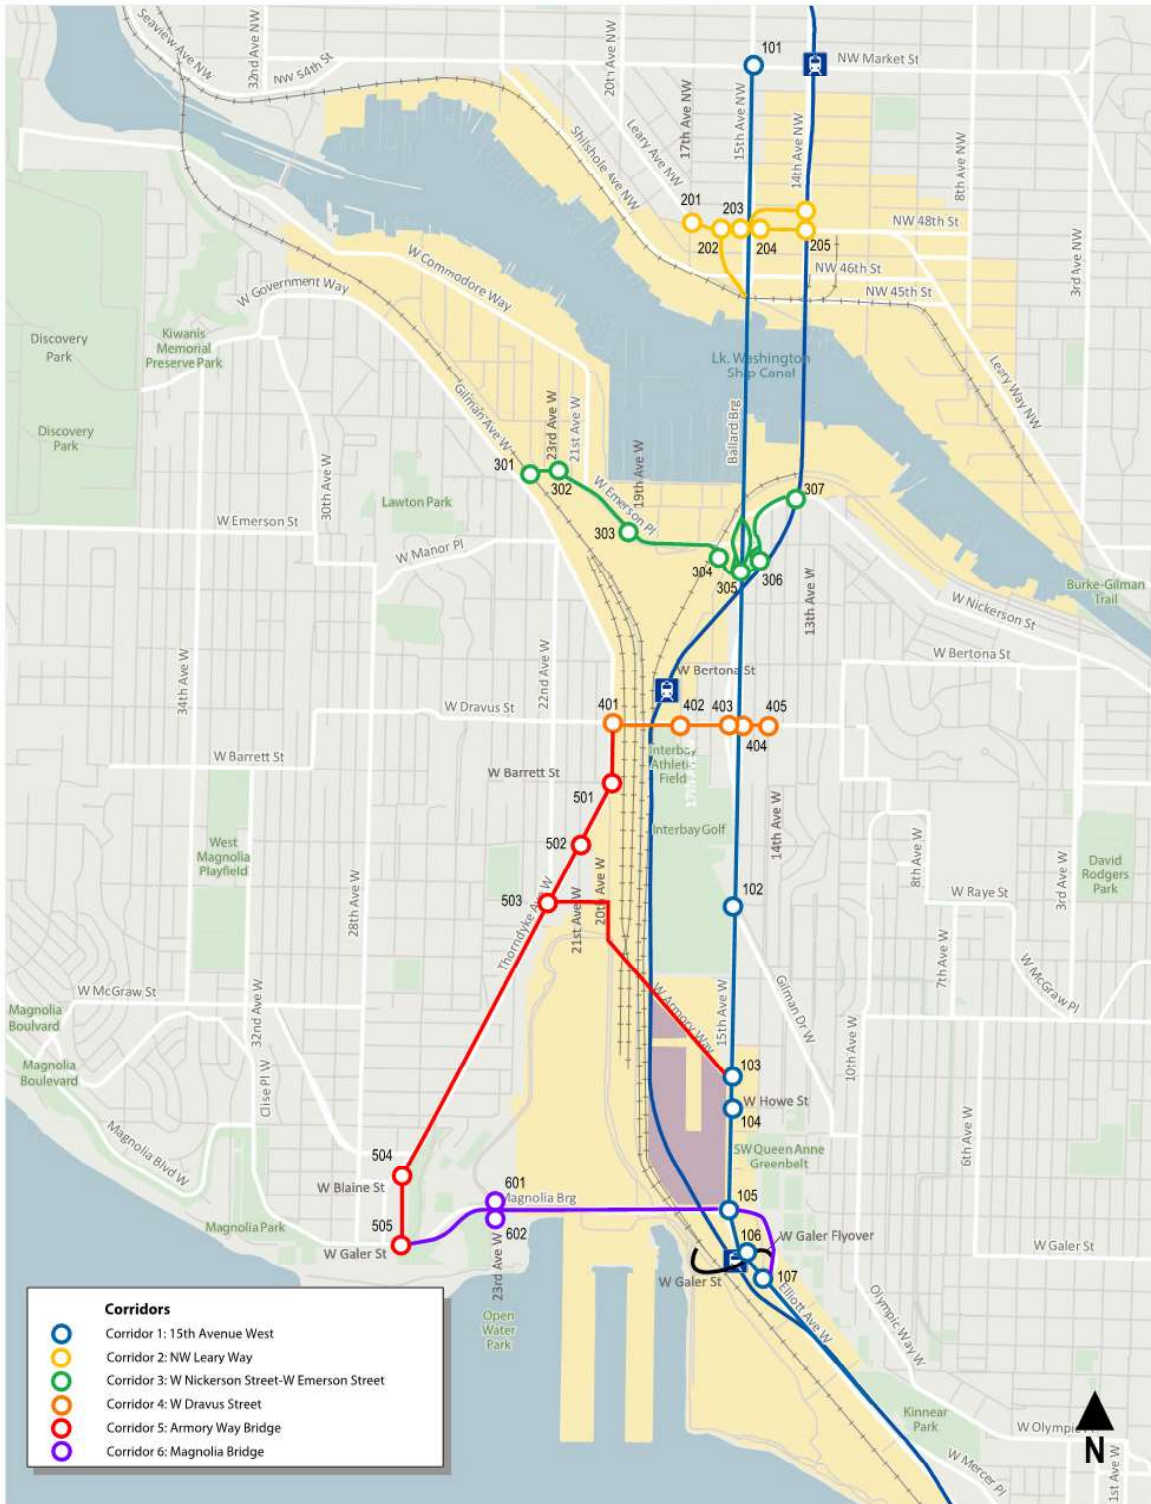 Seaview Ave NW
32nd Ave NW
NW 54th St
20th Ave NW
17th Ave NW
15th Ave NW
101
NW Market St
14th Ave NW
8th Ave NW
3rd Ave NW
Shilshole Ave NW
Leary Ave NW
201
202
203
204
205
NW 48th St
NW 46th St
NW 45th St
W Commodore Way
W Government Way
Discovery
Park
Kiwanis
Memorial
Preserve Park
Lk. Washington
Ship Canal
Ballard Brg
Leary Way NW
Discovery
Park
Gilman Ave W
23rd Ave W
21st Ave W
19th Ave W
30th Ave W
301
302
W Emerson Pl
303
304
305
306
307
Lawton Park
W Emerson St
W Manor Pl
13th Ave W
W Nickerson St
Burke-Gilman
Trail
W Bertona St
W Bertona St
34th Ave W
22nd Ave W
W Dravus St
401
402
403
404
405
W Barrett St
W Barrett St
Interbay
Athletic
Field
17th Ave W
501
Interbay Golf
14th Ave W
West
Magnolia
Playfield
502
8th Ave W
3rd Ave W
David
Rodgers
Park
28th Ave W
503
Thorndyke Ave W
21st Ave W
20th Ave W
102
W Raye St
7th Ave W
W McGraw Pl
W McGraw St
Magnolia
Boulvard
Magnolia
Boulevard
32nd Ave W
Clise Pl W
W Armory Way
15th Ave W
Gilman Dr W
10th Ave W
103
W Howe St
104
6th Ave W
Magnolia Blvd W
504
W Blaine St
SW Queen Anne
Greenbelt
601
Magnolia Brg
602
105
Magnolia Park
505
W Galer St
23rd Ave W
106
W Galer Flyover
W Galer St
W Galer St
107
Elliott Ave W
Olympic Way W
Open
Water
Park
Kinnear
Park
W Olympic Pl
W Mercer Pl
1st Ave W
N
Corridors
Corridor 1: 15th Avenue West
Corridor 2: NW Leary Way
Corridor 3: W Nickerson Street-W Emerson Street
Corridor 4: W Dravus Street
Corridor 5: Armory Way Bridge
Corridor 6: Magnolia Bridge